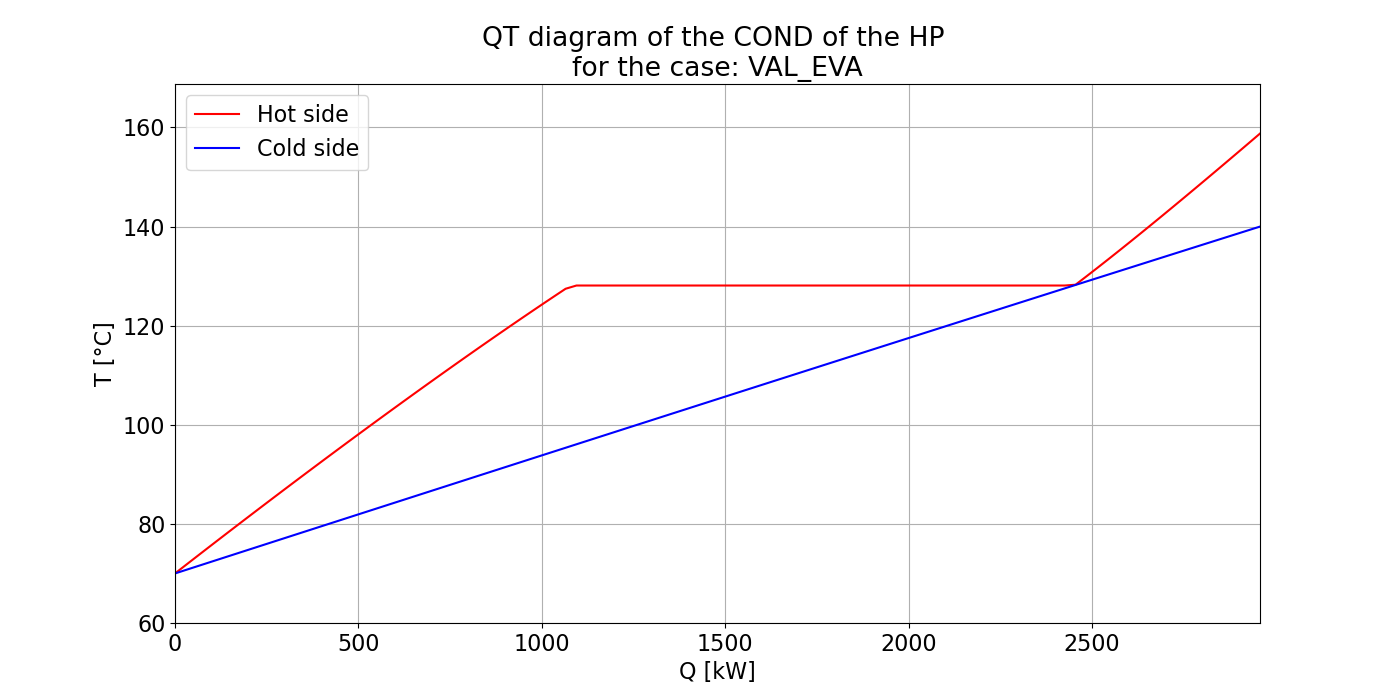 QT diagram of the COND of the HP
for the case: VAL_EVA
Hot side
Cold side
160
140
120
100
80
60
T [°C]
0 500 1000 1500 2000 2500
Q [kW]